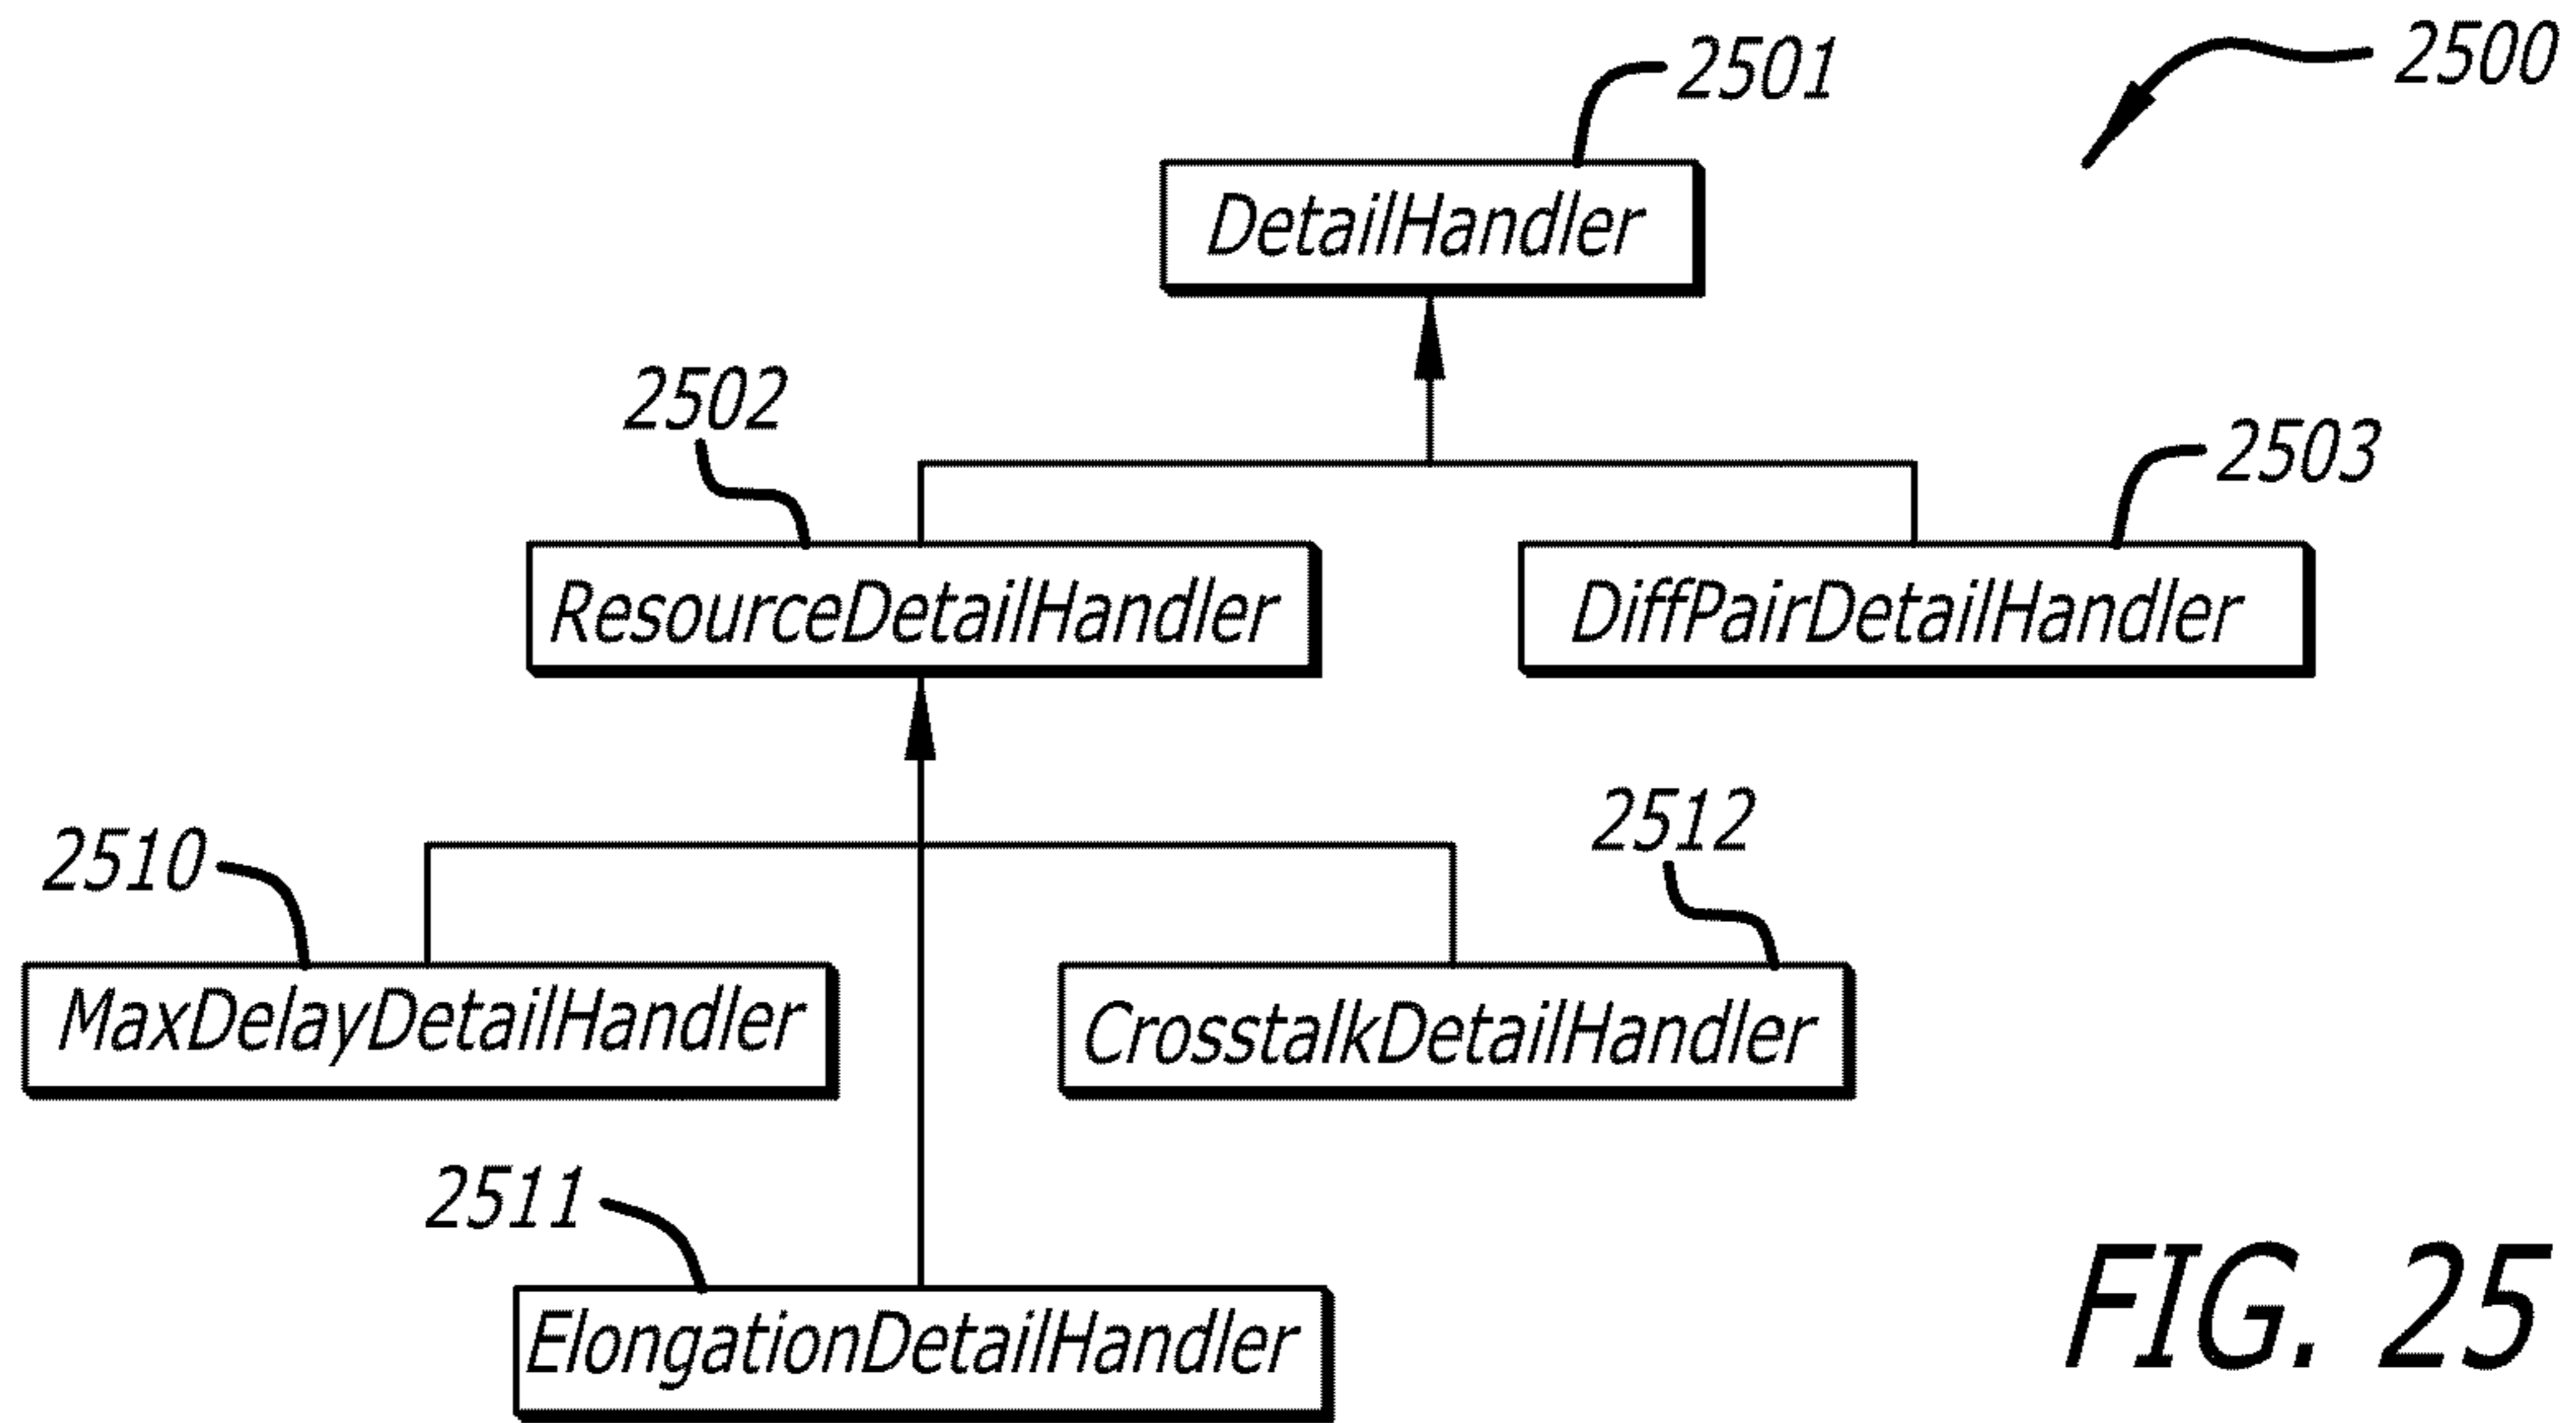 2500
2501
DetailHandler
2502
2503
ResourceDetailHandler
DiffPairDetailHandler
2510
2512
MaxDelayDetailHandler
CrosstalkDetailHandler
2511
ElongationDetailHandler
FIG. 25